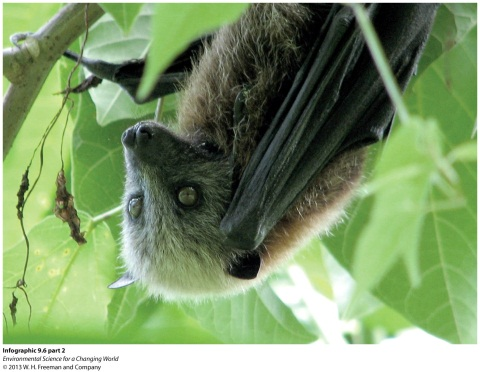 Infographic 9.6 part 2
Environmental Science for a Changing World
© 2013 W. H. Freeman and Company